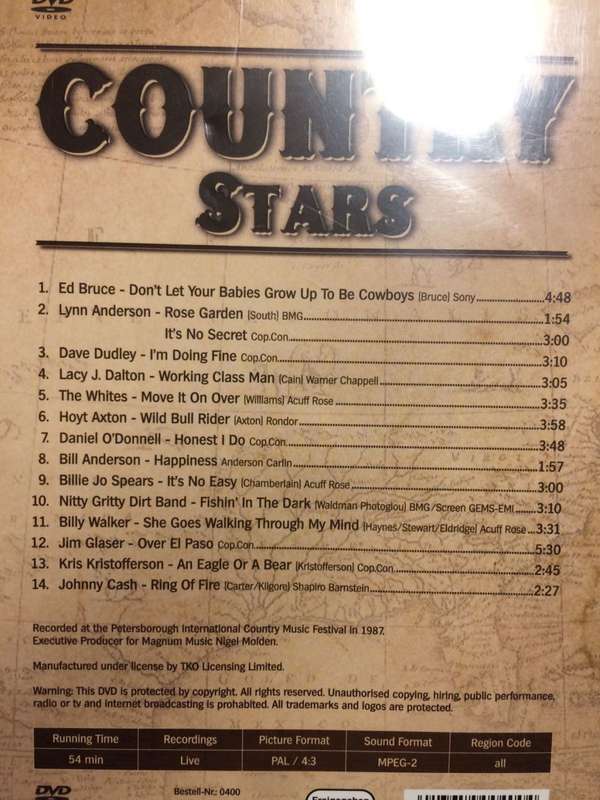 DVD
VIDEO
COUNTRY
STARS
1. Ed Bruce - Don't Let Your Babies Grow Up To Be Cowboys (Bruce) Sony 4:48
2. Lynn Anderson - Rose Garden (South) BMG 1:54
It's No Secret Cop.Con. 3:00
3. Dave Dudley - I'm Doing Fine Cop.Con. 3:10
4. Lacy J. Dalton - Working Class Man (Cain) Warner Chappell 3:05
5. The Whites - Move It On Over (Williams) Acuff Rose 3:35
6. Hoyt Axton - Wild Bull Rider (Axton) Rondor 3:58
7. Daniel O'Donnell - Honest I Do Cop.Con. 3:48
8. Bill Anderson - Happiness Anderson Carlin 1:57
9. Billie Jo Spears - It's No Easy (Chamberlain) Acuff Rose 3:00
10. Nitty Gritty Dirt Band - Fishin' In The Dark (Waldman Photoglou) BMG/Screen GEMS-EMI 3:10
11. Billy Walker - She Goes Walking Through My Mind (Haynes/Stewart/Eldridge) Acuff Rose 3:31
12. Jim Glaser - Over El Paso Cop.Con. 5:30
13. Kris Kristofferson - An Eagle Or A Bear (Kristofferson) Cop.Con. 2:45
14. Johnny Cash - Ring Of Fire (Carter/Kilgore) Shapiro Barnstein 2:27
Recorded at the Petersborough International Country Music Festival in 1987.
Executive Producer for Magnum Music Nigel Molden.
Manufactured under license by TKO Licensing Limited.
Warning: This DVD is protected by copyright. All rights reserved. Unauthorised copying, hiring, public performance,
radio or tv and internet broadcasting is prohabited. All trademarks and logos are protected.
Running Time Recordings Picture Format Sound Format Region Code
54 min Live PAL / 4:3 MPEG-2 all
DVD Bestell-Nr.: 0400